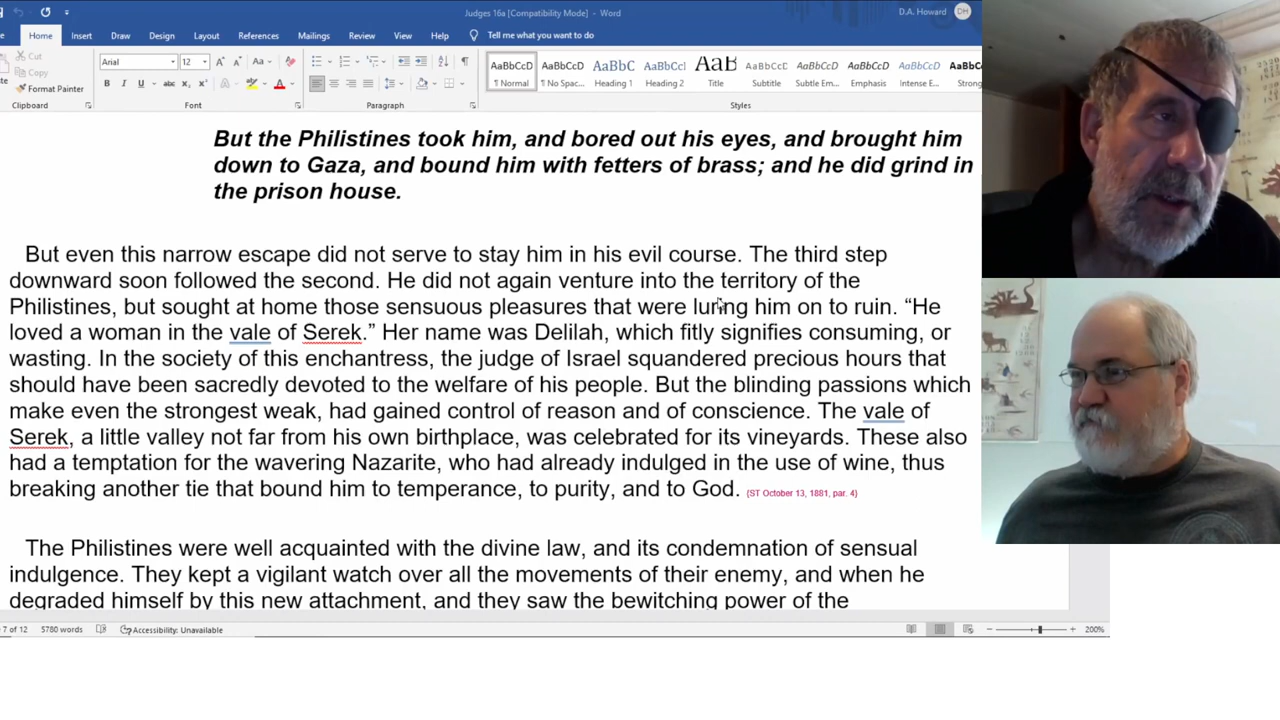 Judges 16a [Compatibility Mode] - Word
D.A. Howard
DH
Home Insert Draw Design Layout References Mailings Review View Help Tell me what you want to do
Cut
Copy
Format Painter
Clipboard
Arial 12
Aa
B I U ab x₂ x² A A
Font
Paragraph
AaBbCcD AaBbCcD AaBbC AaBbCcI AaB AaBbCcD AaBbCcD AaBbCcD AaBbCcD AaBbCcD
¶ Normal ¶ No Spac... Heading 1 Heading 2 Title Subtitle Subtle Em... Emphasis Intense E... Strong
Styles
But the Philistines took him, and bored out his eyes, and brought him
down to Gaza, and bound him with fetters of brass; and he did grind in
the prison house.
But even this narrow escape did not serve to stay him in his evil course. The third step
downward soon followed the second. He did not again venture into the territory of the
Philistines, but sought at home those sensuous pleasures that were luring him on to ruin. “He
loved a woman in the vale of Serek.” Her name was Delilah, which fitly signifies consuming, or
wasting. In the society of this enchantress, the judge of Israel squandered precious hours that
should have been sacredly devoted to the welfare of his people. But the blinding passions which
make even the strongest weak, had gained control of reason and of conscience. The vale of
Serek, a little valley not far from his own birthplace, was celebrated for its vineyards. These also
had a temptation for the wavering Nazarite, who had already indulged in the use of wine, thus
breaking another tie that bound him to temperance, to purity, and to God. {ST October 13, 1881, par. 4}
The Philistines were well acquainted with the divine law, and its condemnation of sensual
indulgence. They kept a vigilant watch over all the movements of their enemy, and when he
degraded himself by this new attachment, and they saw the bewitching power of the
7 of 12 5780 words Accessibility: Unavailable 200%